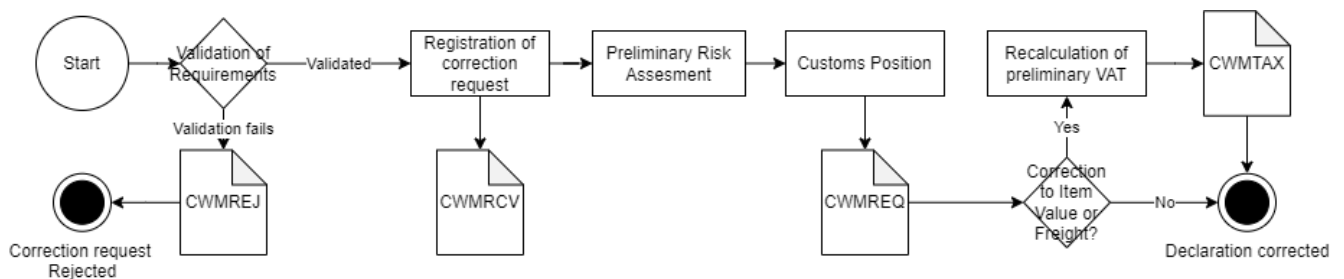 Start
Validation of
Requirements
Validated
Registration of
correction
request
Preliminary Risk
Assesment
Customs Position
Recalculation of
preliminary VAT
CWMTAX
Validation fails
Yes
CWMREJ
CWMRCV
CWMREQ
Correction
to Item
Value or
Freight?
No
Correction request
Rejected
Declaration corrected